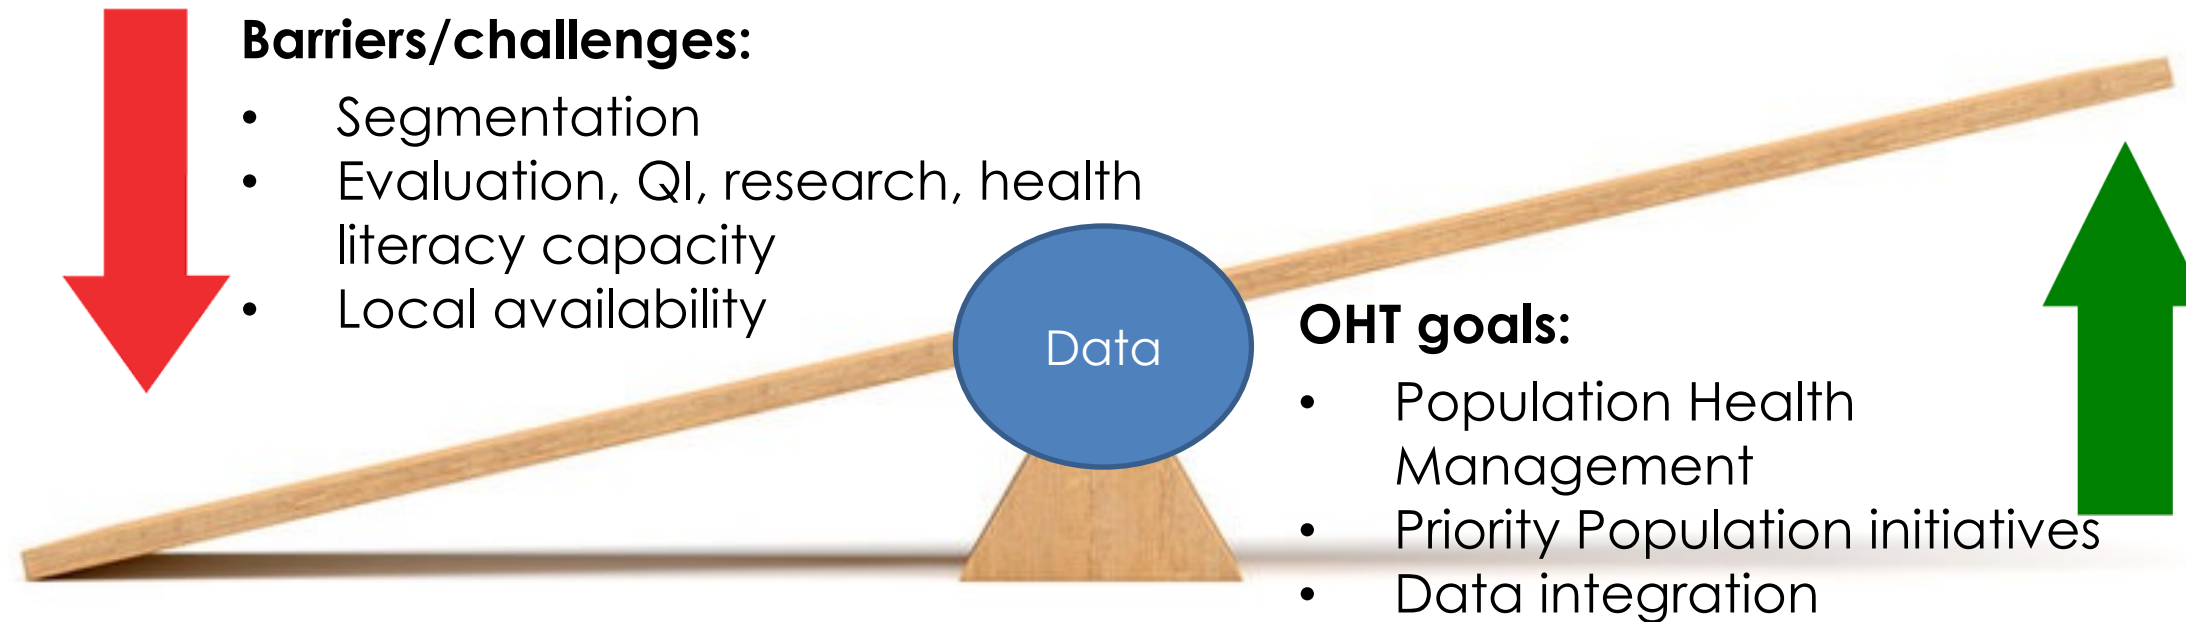 Barriers/challenges:
• Segmentation
• Evaluation, QI, research, health
literacy capacity
• Local availability
Data
OHT goals:
• Population Health
Management
• Priority Population initiatives
• Data integration